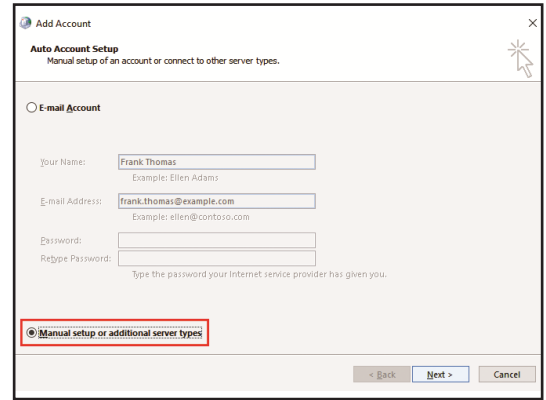 Add Account
Auto Account Setup
Manual setup of an account or connect to other server types.
E-mail Account
Your Name:
Frank Thomas
Example: Ellen Adams
E-mail Address:
frank.thomas@example.com
Example: ellen@contoso.com
Password:
Retype Password:
Type the password your Internet service provider has given you.
Manual setup or additional server types
< Back Next > Cancel